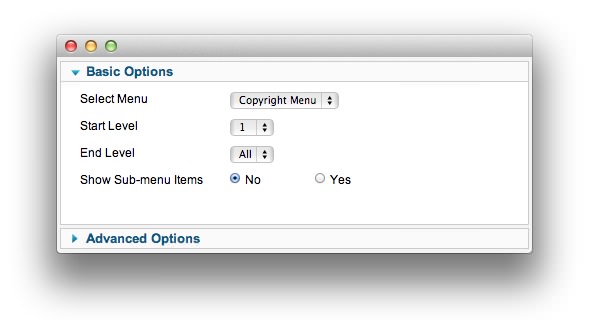 Basic Options
Select Menu Copyright Menu
Start Level 1
End Level All
Show Sub-menu Items No Yes
Advanced Options